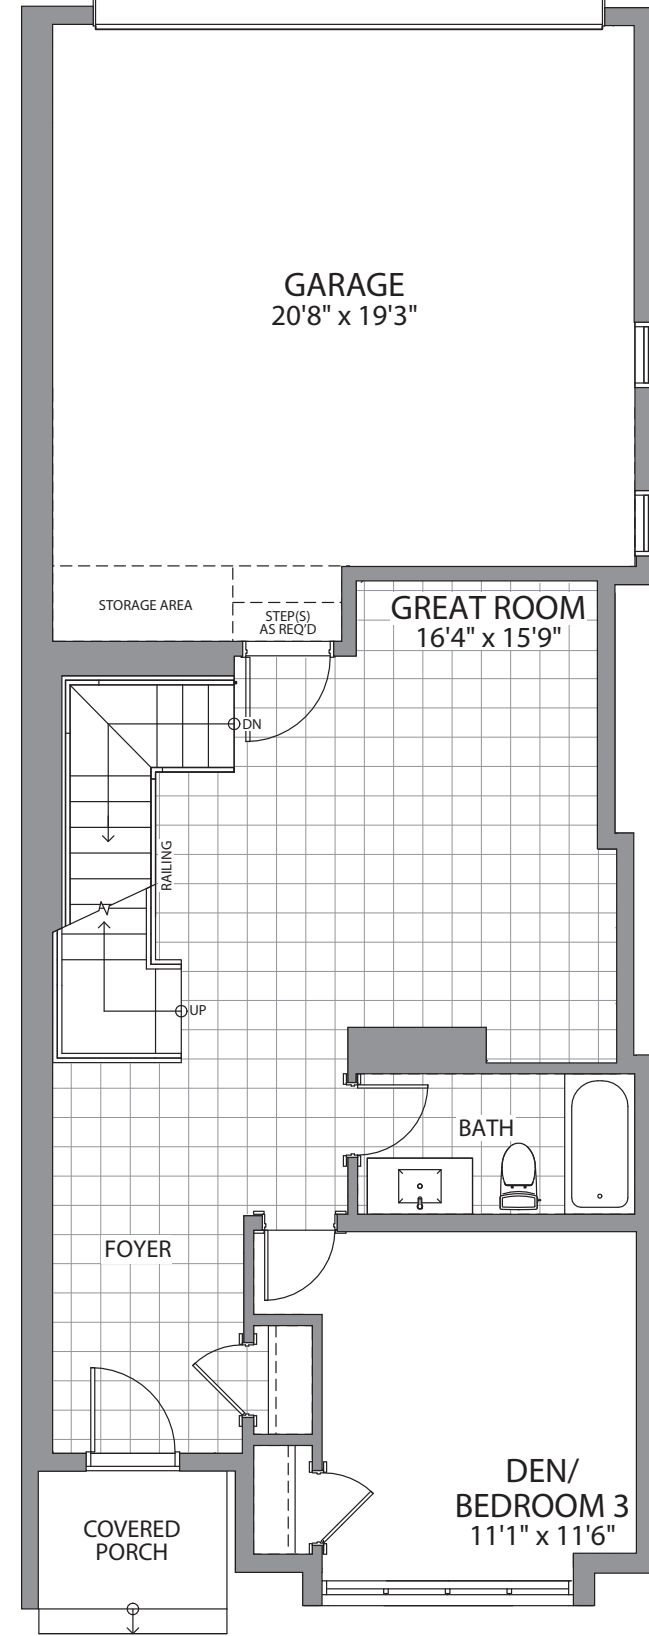 GARAGE
20'8" x 19'3"
STORAGE AREA
STEP(S)
AS REQ'D
GREAT ROOM
16'4" x 15'9"
DN
RAILING
UP
BATH
FOYER
DEN/
BEDROOM 3
11'1" x 11'6"
COVERED
PORCH